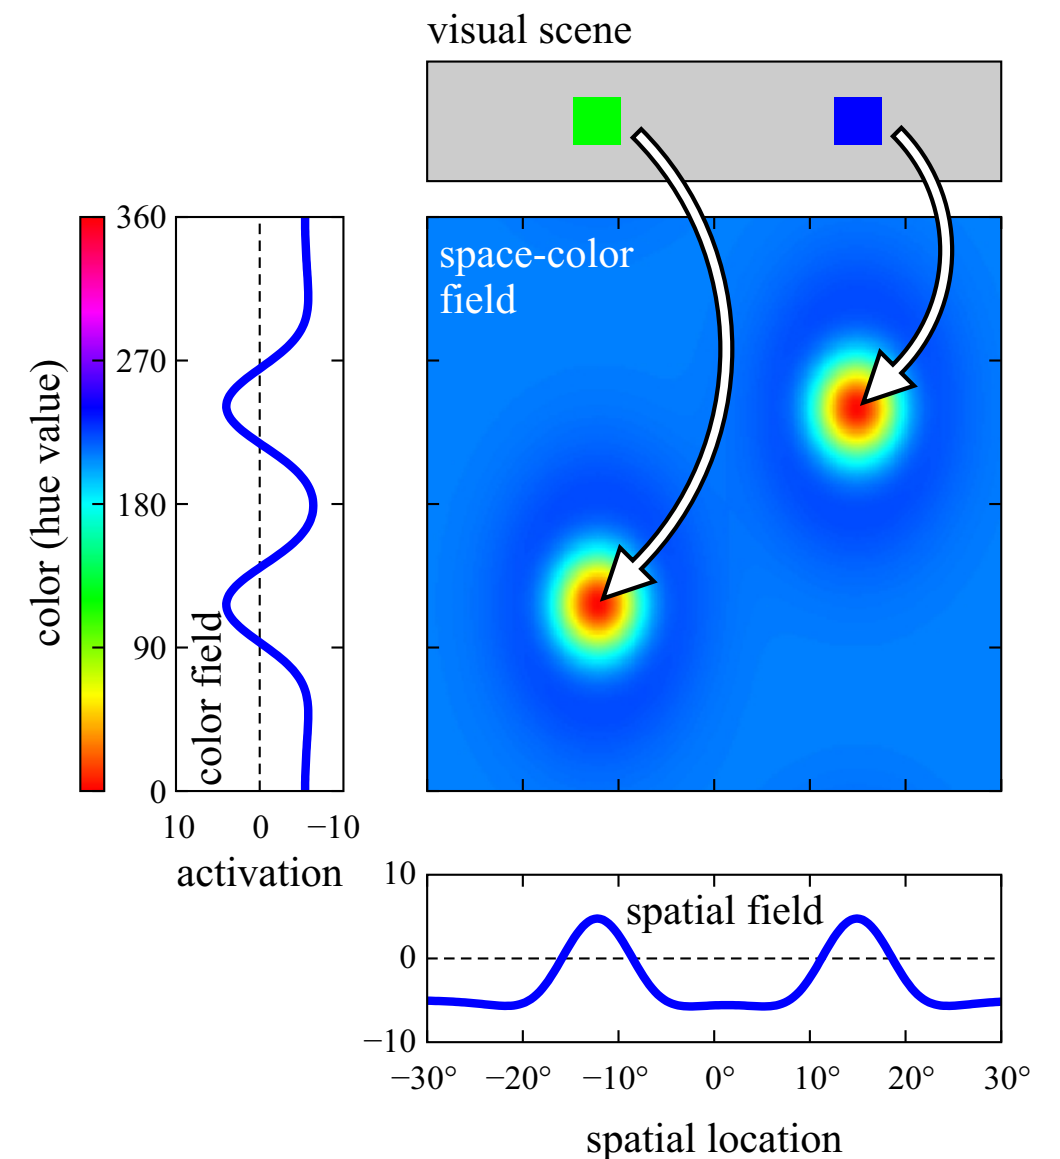 visual scene
space-color
field
color (hue value)
360
270
180
90
0
color field
10 0 −10
activation
spatial field
10
0
−10
−30° −20° −10° 0° 10° 20° 30°
spatial location